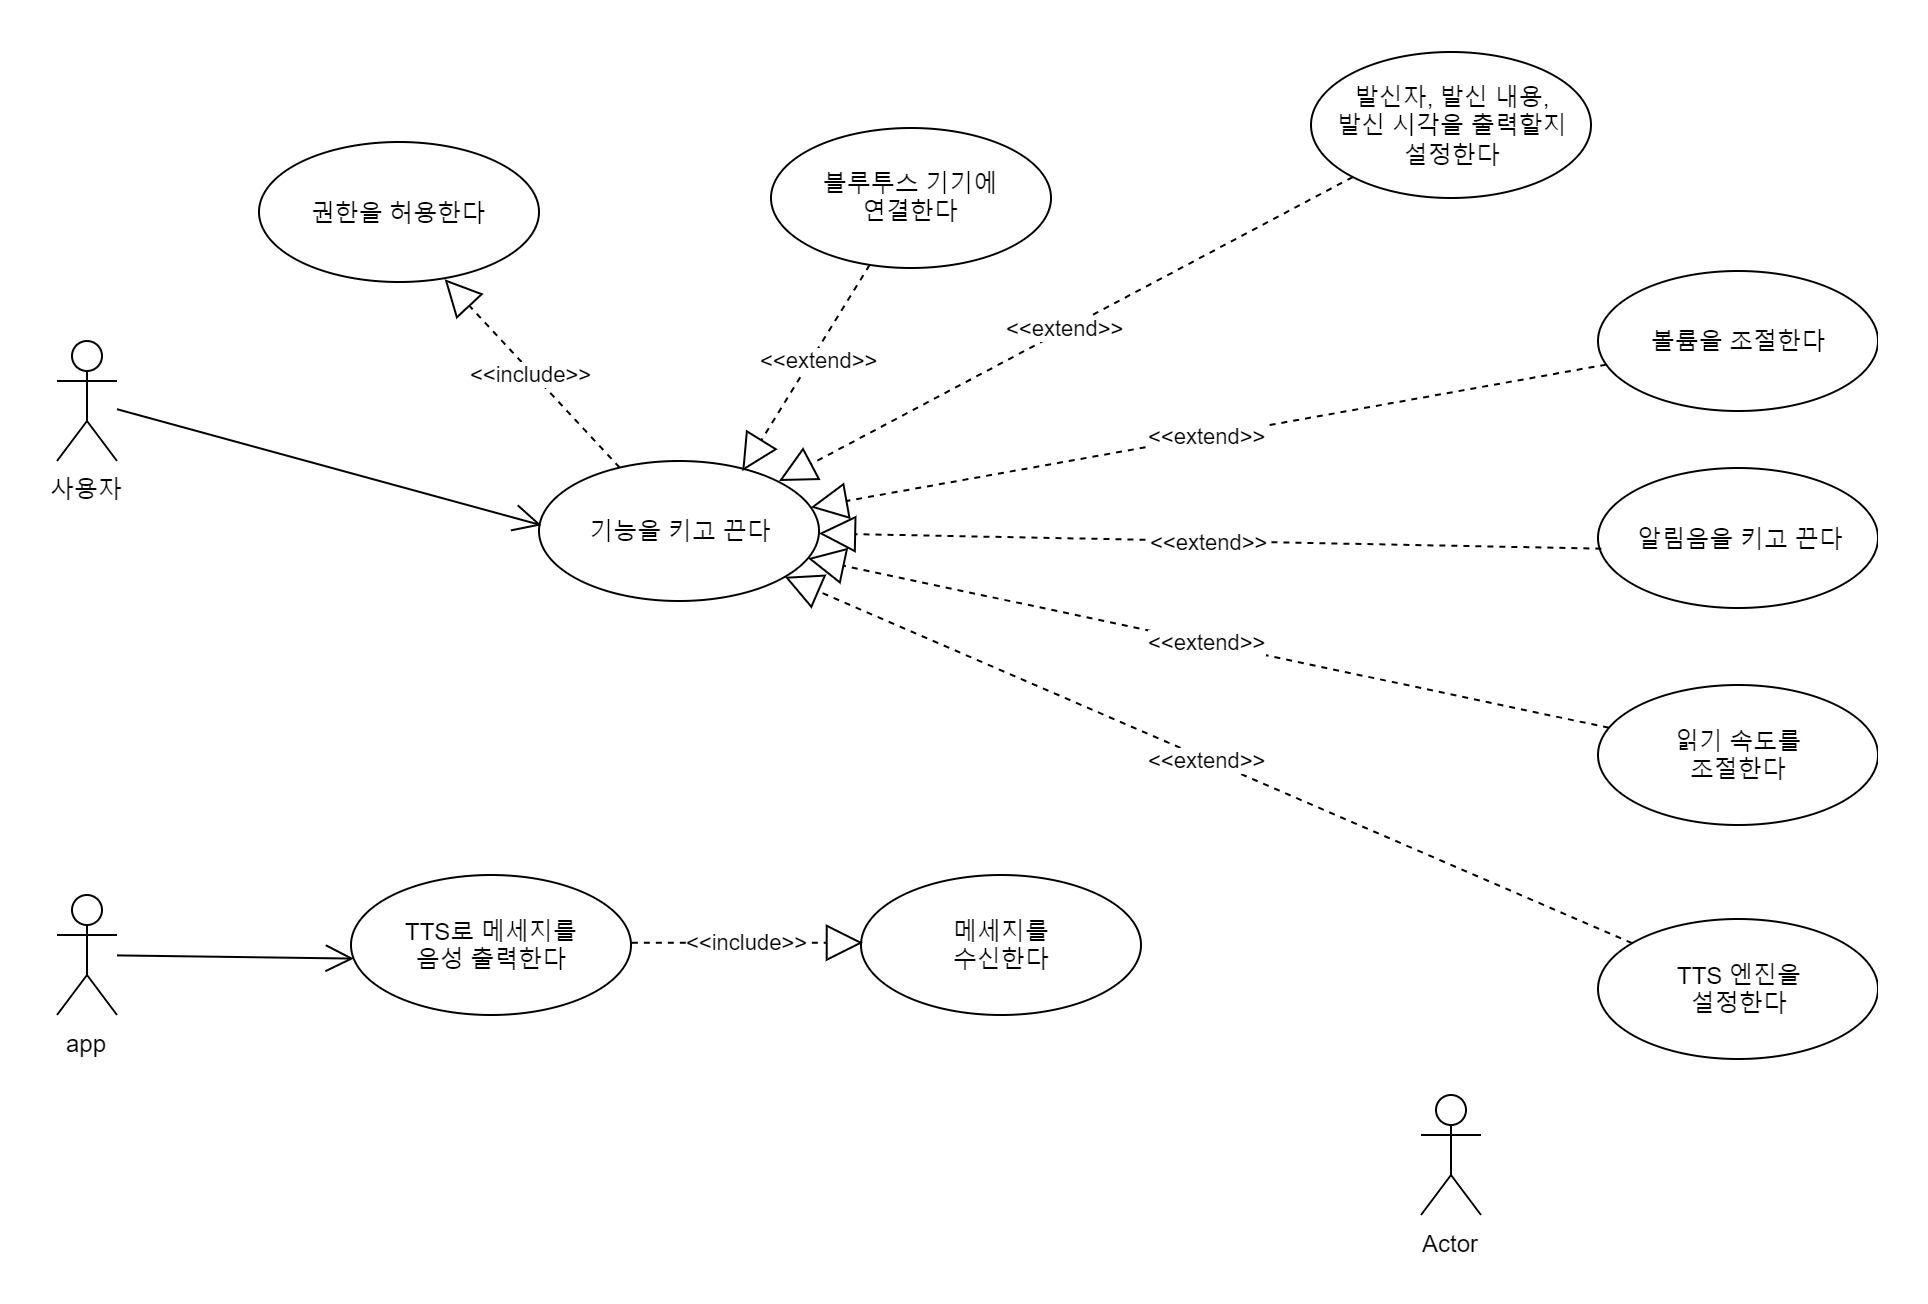 발신자, 발신 내용,
발신 시각을 출력할지
설정한다
블루투스 기기에
연결한다
권한을 허용한다
<<extend>>
볼륨을 조절한다
<<extend>>
<<include>>
<<extend>>
사용자
기능을 키고 끈다
<<extend>>
알림음을 키고 끈다
<<extend>>
읽기 속도를
조절한다
<<extend>>
TTS로 메세지를
음성 출력한다
<<include>>
메세지를
수신한다
TTS 엔진을
설정한다
app
Actor